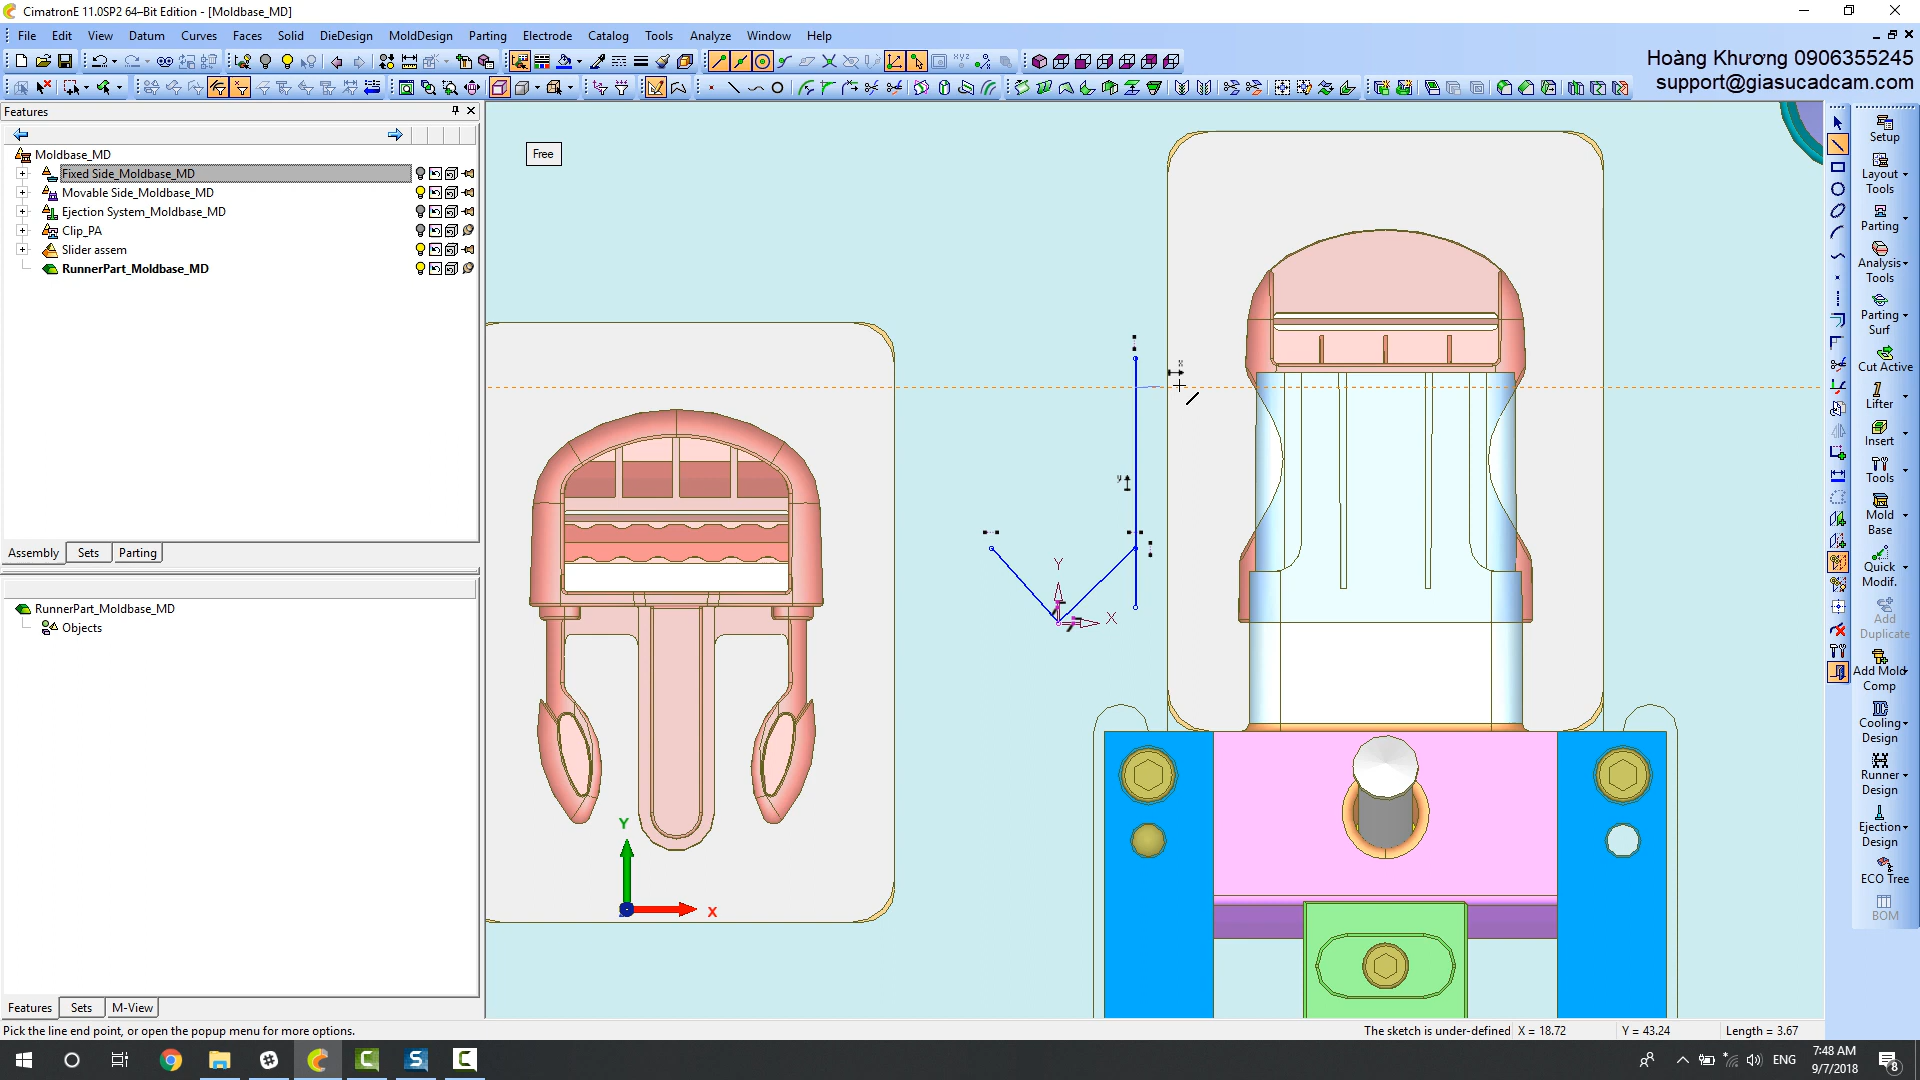 CimatronE 11.0SP2 64–Bit Edition - [Moldbase_MD]
File Edit View Datum Curves Faces Solid DieDesign MoldDesign Parting Electrode Catalog Tools Analyze Window Help
Hoàng Khương 0906355245
support@giasucadcam.com
Features
Moldbase_MD
Fixed Side_Moldbase_MD
Movable Side_Moldbase_MD
Ejection System_Moldbase_MD
Clip_PA
Slider assem
RunnerPart_Moldbase_MD
Assembly Sets Parting
RunnerPart_Moldbase_MD
Objects
Features Sets M-View
Free
x
y
Y
X
Y
X
Setup
Layout
Tools
Parting
Analysis
Tools
Parting
Surf
Cut Active
Lifter
Insert
Tools
Mold
Base
Quick
Modif.
Add
Duplicate
Add Mold
Comp
Cooling
Design
Runner
Design
Ejection
Design
ECO Tree
BOM
Pick the line end point, or open the popup menu for more options.
The sketch is under-defined X = 18.72 Y = 43.24 Length = 3.67
ENG
7:48 AM
9/7/2018
8